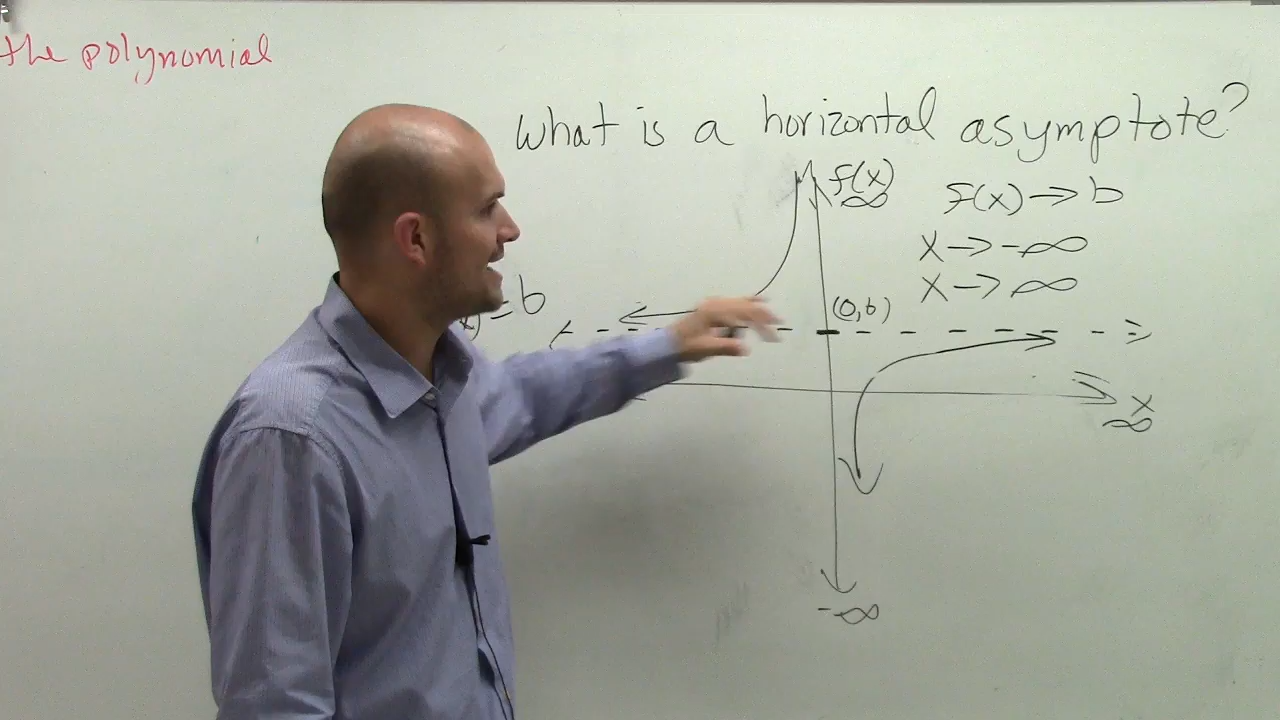 the polynomial
What is a horizontal asymptote?
f(x)
∞
f(x) → b
x → -∞
x → ∞
= b
(0,b)
x
∞
-∞